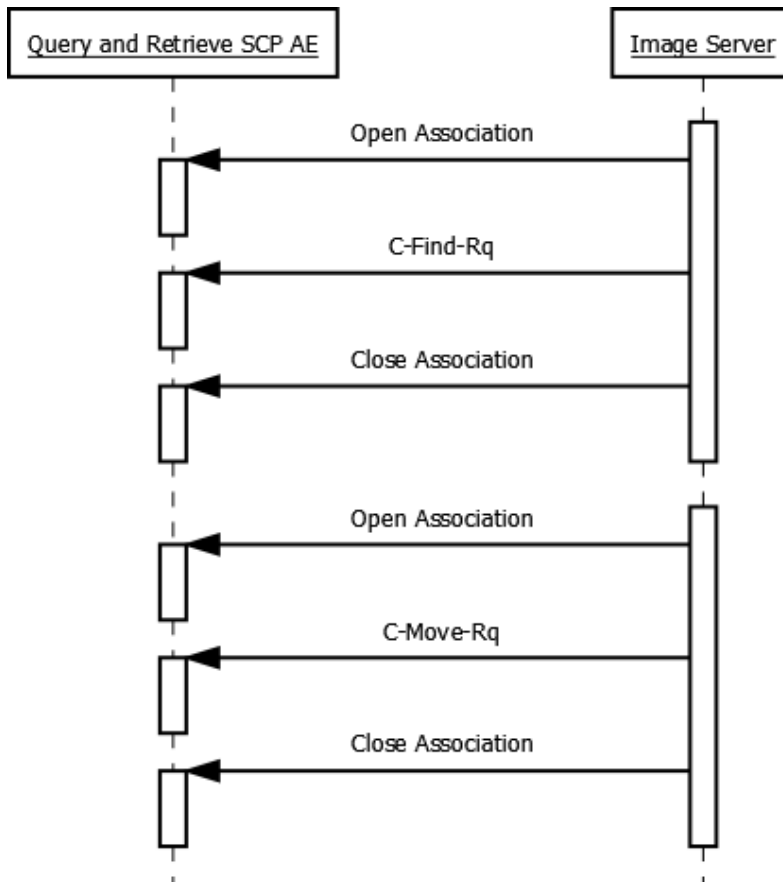 Query and Retrieve SCP AE
Image Server
Open Association
C-Find-Rq
Close Association
Open Association
C-Move-Rq
Close Association